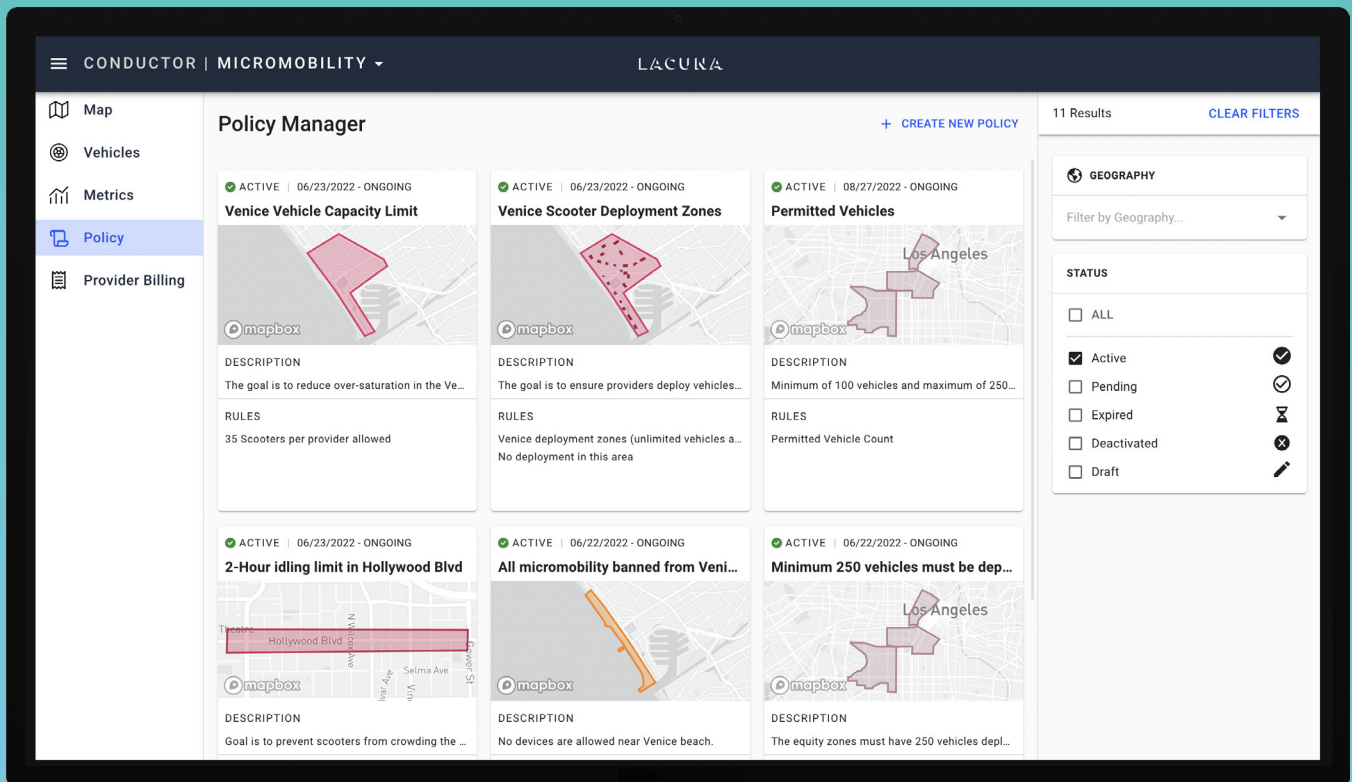 CONDUCTOR | MICROMOBILITY
LACUNA
Map
Vehicles
Metrics
Policy
Provider Billing
Policy Manager
+ CREATE NEW POLICY
ACTIVE | 06/23/2022 - ONGOING
Venice Vehicle Capacity Limit
mapbox
DESCRIPTION
The goal is to reduce over-saturation in the Ve...
RULES
35 Scooters per provider allowed
ACTIVE | 06/23/2022 - ONGOING
Venice Scooter Deployment Zones
mapbox
DESCRIPTION
The goal is to ensure providers deploy vehicles...
RULES
Venice deployment zones (unlimited vehicles a...
No deployment in this area
ACTIVE | 08/27/2022 - ONGOING
Permitted Vehicles
Los Angeles
mapbox
DESCRIPTION
Minimum of 100 vehicles and maximum of 250...
RULES
Permitted Vehicle Count
ACTIVE | 06/23/2022 - ONGOING
2-Hour idling limit in Hollywood Blvd
Theatre
Hollywood Blvd
N Wilcox Ave
Selma Ave
Gower St
var Ave
Vine
mapbox
DESCRIPTION
Goal is to prevent scooters from crowding the ...
ACTIVE | 06/22/2022 - ONGOING
All micromobility banned from Veni...
mapbox
DESCRIPTION
No devices are allowed near Venice beach.
ACTIVE | 06/22/2022 - ONGOING
Minimum 250 vehicles must be dep...
Los Angeles
mapbox
DESCRIPTION
The equity zones must have 250 vehicles depl...
11 Results
CLEAR FILTERS
GEOGRAPHY
Filter by Geography...
STATUS
ALL
Active
Pending
Expired
Deactivated
Draft